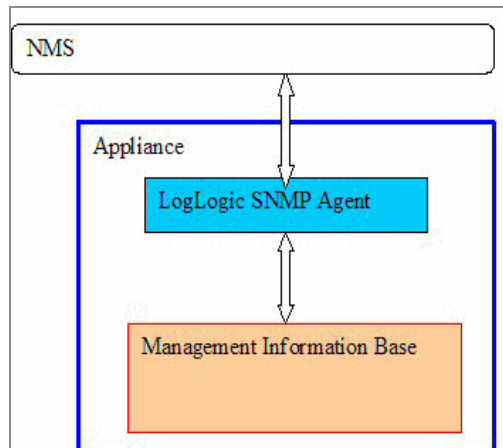 NMS
Appliance
LogLogic SNMP Agent
Management Information Base